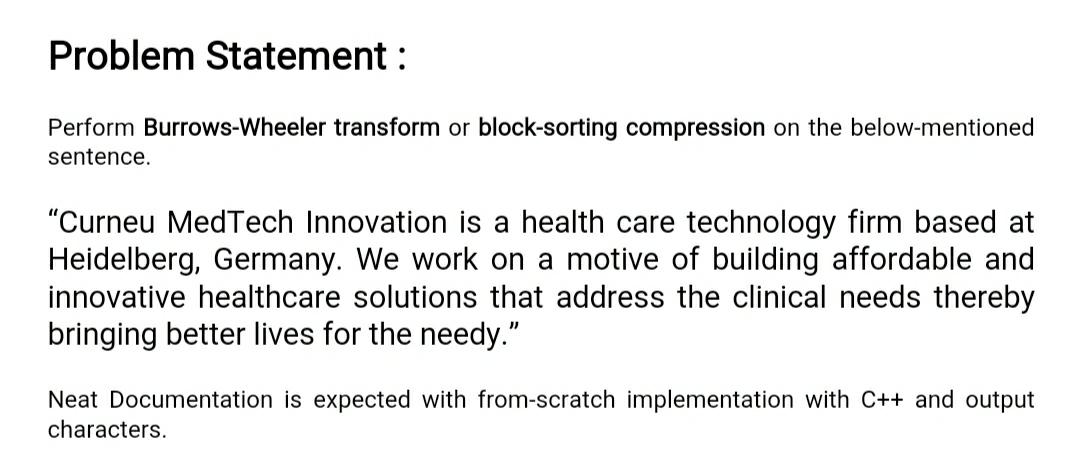 Problem Statement :
Perform Burrows-Wheeler transform or block-sorting compression on the below-mentioned
sentence.
“Curneu MedTech Innovation is a health care technology firm based at
Heidelberg, Germany. We work on a motive of building affordable and
innovative healthcare solutions that address the clinical needs thereby
bringing better lives for the needy.”
Neat Documentation is expected with from-scratch implementation with C++ and output
characters.